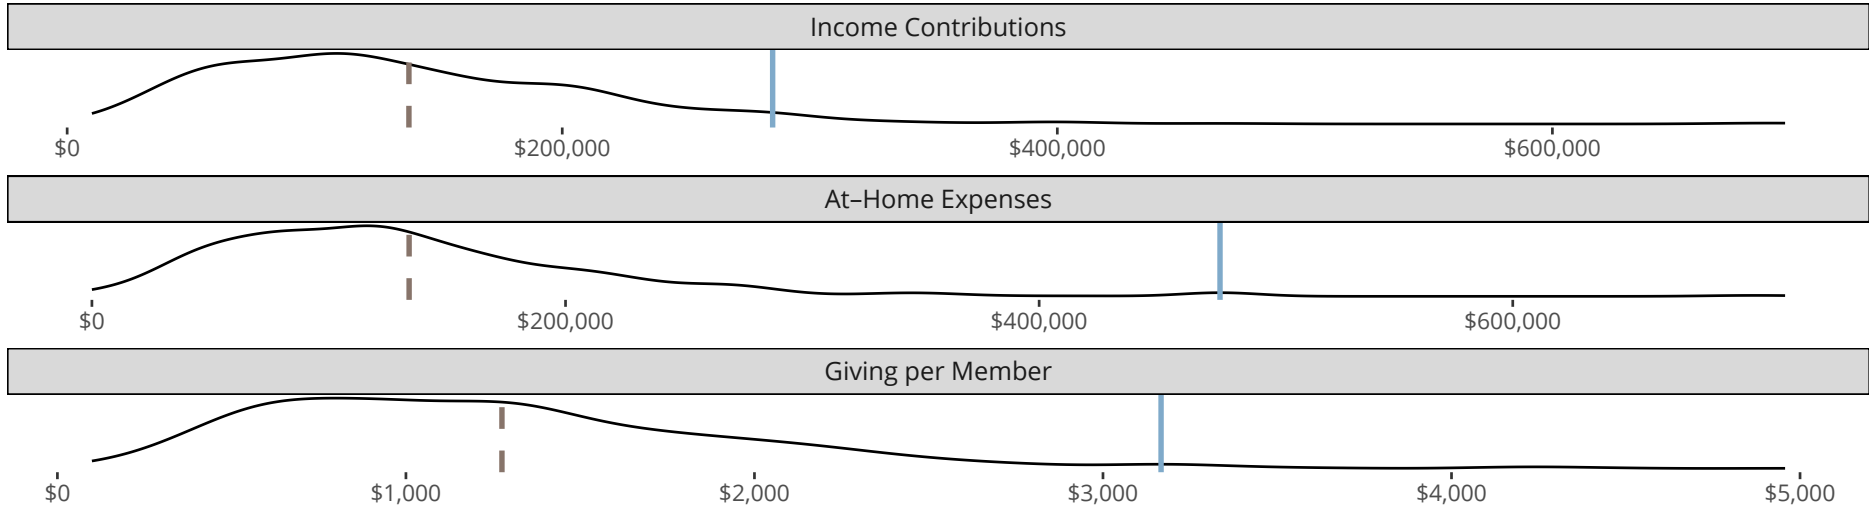 Income Contributions
$0 $200,000 $400,000 $600,000
At–Home Expenses
$0 $200,000 $400,000 $600,000
Giving per Member
$0 $1,000 $2,000 $3,000 $4,000 $5,000